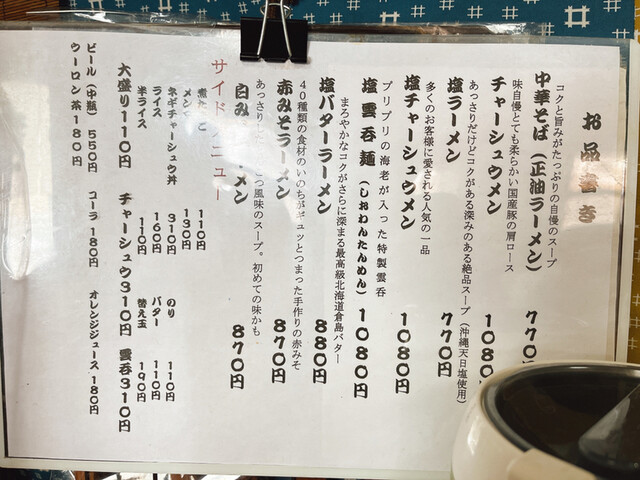 お品書き
コクと旨みがたっぷりの自慢のスープ
中華そば(正油ラーメン) 770
味自慢とても柔らかい国産豚の肩ロース
チャーシュウメン 1080
あっさりだけどコクがある深みのある絶品スープ(沖縄天日塩使用)
塩ラーメン 770円
多くのお客様に愛される人気の一品
塩チャーシュウメン 1080円
プリプリの海老が入った特製雲呑
塩雲呑麺(しおわんたんめん) 1080円
まろやかなコクがさらに深まる最高級北海道倉島バター
塩バターラーメン 880円
40種類の食材のいのちがギュッとつまった手作りの赤みそ
赤みそラーメン 870円
あっさり こつ風味のスープ。初めての味かも
白み メン 870円
サイド ニュー
煮た ご 110円
メン 130円
ネギチャーシュウ丼 310円 のり 110円
ライス 160円 バター 110円
半ライス 110円 替え玉 190円
大盛り110円 チャーシュウ310円 雲呑310円
ビール(中瓶) 550円 コーラ 180円 オレンジジュース 180円
ウーロン茶 180円